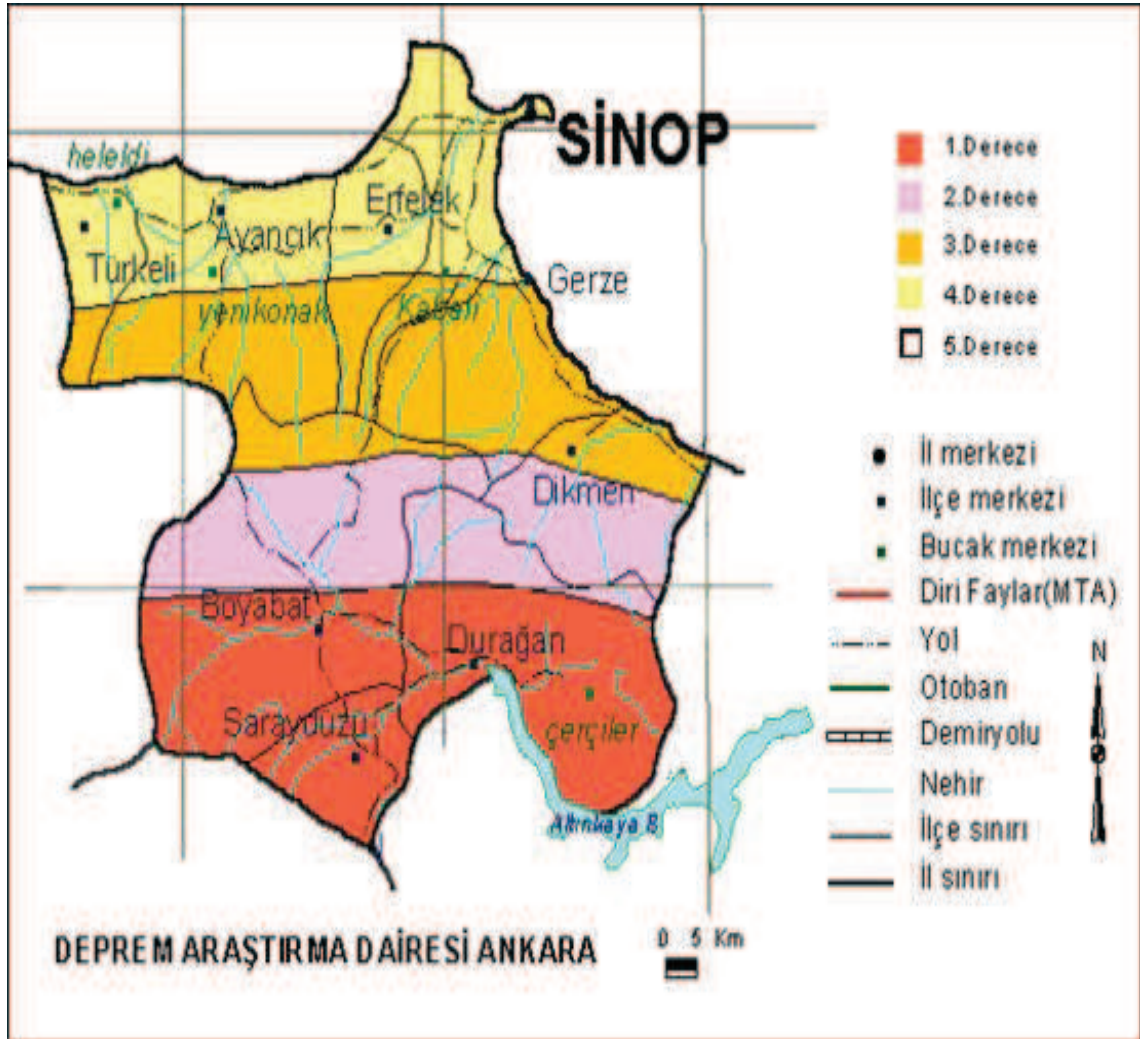 SİNOP
heleldi
Erfelek
Ayancık
Türkeli
Gerze
yenikonak
Kabalı
Dikmen
Boyabat
Durağan
Saraydüzü
çerçiler
Altınkaya B
1.Derece
2.Derece
3.Derece
4.Derece
5.Derece
İl merkezi
İlçe merkezi
Bucak merkezi
Diri Faylar(MTA)
Yol
Otoban
Demiryolu
Nehir
İlçe sınırı
İl sınırı
N
0 5 Km
DEPREM ARAŞTIRMA DAİRESİ ANKARA